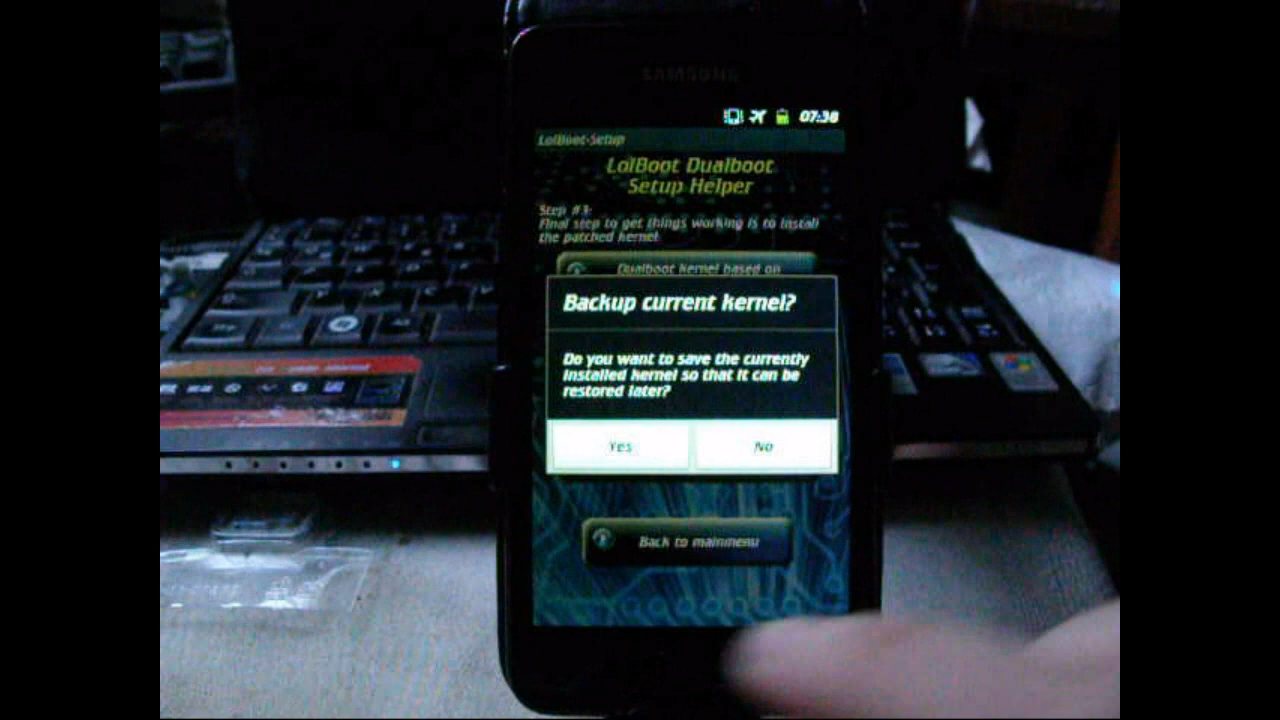 SAMSUNG
07:38
LolBoot-Setup
LolBoot Dualboot
Setup Helper
Step #3:
Final step to get things working is to install
the patched kernel
Dualboot kernel based on
Backup current kernel?
Do you want to save the currently
installed kernel so that it can be
restored later?
Yes
No
Back to mainmenu